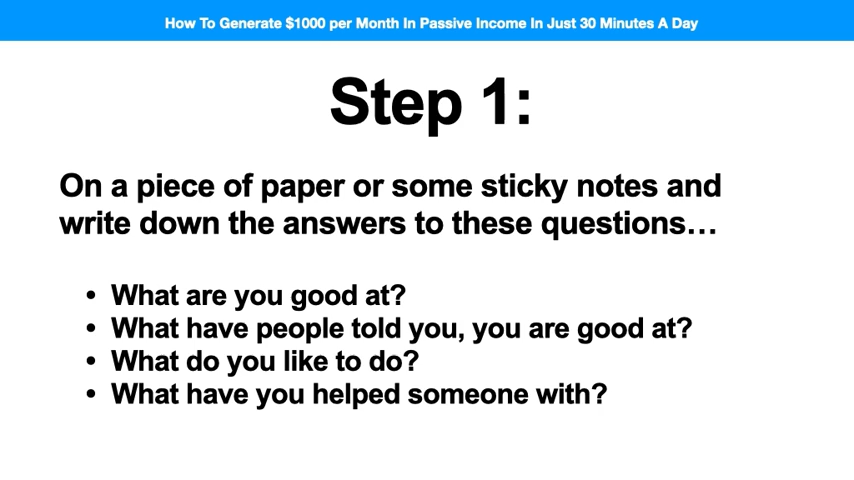 How To Generate $1000 per Month In Passive Income In Just 30 Minutes A Day
Step 1:
On a piece of paper or some sticky notes and
write down the answers to these questions…
• What are you good at?
• What have people told you, you are good at?
• What do you like to do?
• What have you helped someone with?